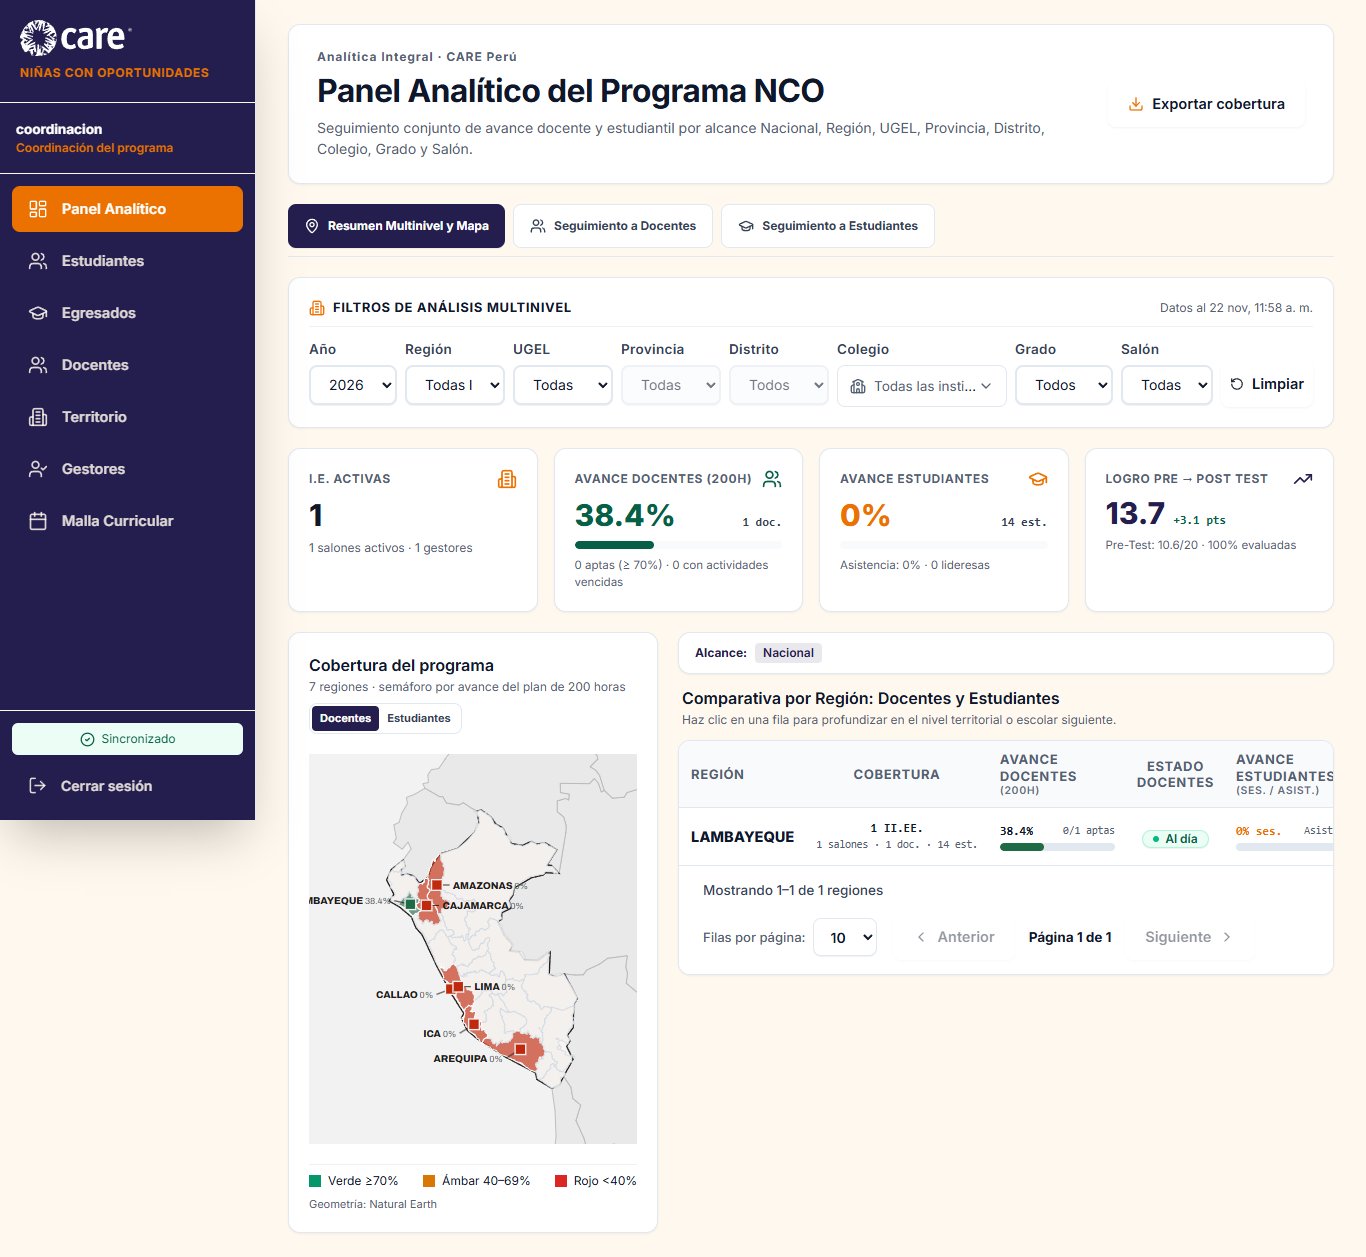 care
NIÑAS CON OPORTUNIDADES
coordinacion
Coordinación del programa
Panel Analítico
Estudiantes
Egresados
Docentes
Territorio
Gestores
Malla Curricular
Sincronizado
Cerrar sesión
Analítica Integral · CARE Perú
Panel Analítico del Programa NCO
Seguimiento conjunto de avance docente y estudiantil por alcance Nacional, Región, UGEL, Provincia, Distrito,
Colegio, Grado y Salón.
Exportar cobertura
Resumen Multinivel y Mapa
Seguimiento a Docentes
Seguimiento a Estudiantes
FILTROS DE ANÁLISIS MULTINIVEL
Datos al 22 nov, 11:58 a. m.
Año Región UGEL Provincia Distrito Colegio Grado Salón
2026 Todas l Todas Todas Todos Todas las insti... Todos Todas Limpiar
I.E. ACTIVAS
1
1 salones activos · 1 gestores
AVANCE DOCENTES (200H)
38.4% 1 doc.
0 aptas (≥ 70%) · 0 con actividades
vencidas
AVANCE ESTUDIANTES
0% 14 est.
Asistencia: 0% · 0 lideresas
LOGRO PRE → POST TEST
13.7 +3.1 pts
Pre-Test: 10.6/20 · 100% evaluadas
Cobertura del programa
7 regiones · semáforo por avance del plan de 200 horas
Docentes Estudiantes
AMAZONAS 0%
MBAYEQUE 38.4%
CAJAMARCA 0%
LIMA 0%
CALLAO 0%
ICA 0%
AREQUIPA 0%
Verde ≥70% Ámbar 40–69% Rojo <40%
Geometría: Natural Earth
Alcance: Nacional
Comparativa por Región: Docentes y Estudiantes
Haz clic en una fila para profundizar en el nivel territorial o escolar siguiente.
REGIÓN
COBERTURA
AVANCE
DOCENTES
(200H)
ESTADO
DOCENTES
AVANCE
ESTUDIANTES
(SES. / ASIST.)
LAMBAYEQUE
1 II.EE.
1 salones · 1 doc. · 14 est.
38.4% 0/1 aptas
Al día
0% ses. Asist
Mostrando 1–1 de 1 regiones
Filas por página: 10 Anterior Página 1 de 1 Siguiente